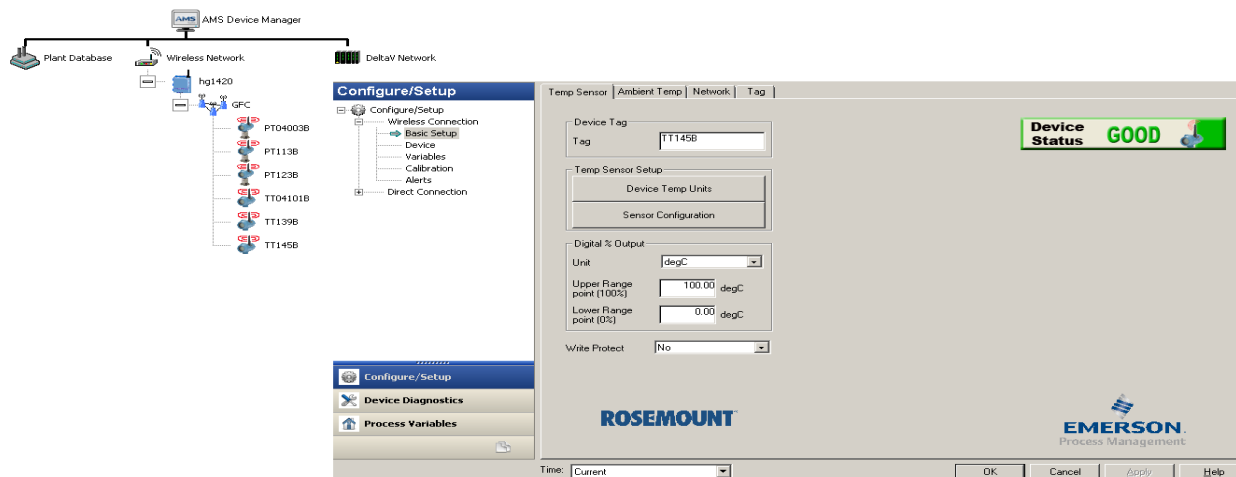 AMS
AMS Device Manager
Plant Database
Wireless Network
DeltaV Network
hg1420
GFC
PT04003B
PT113B
PT123B
TT04101B
TT139B
TT145B
Configure/Setup
Configure/Setup
Wireless Connection
Basic Setup
Device
Variables
Calibration
Alerts
Direct Connection
Configure/Setup
Device Diagnostics
Process Variables
Temp Sensor
Ambient Temp
Network
Tag
Device Tag
Tag
TT145B
Temp Sensor Setup
Device Temp Units
Sensor Configuration
Digital % Output
Unit
degC
Upper Range
point (100%)
100.00 degC
Lower Range
point (0%)
0.00 degC
Write Protect
No
Device
Status
GOOD
ROSEMOUNT
EMERSON.
Process Management
Time:
Current
OK
Cancel
Apply
Help